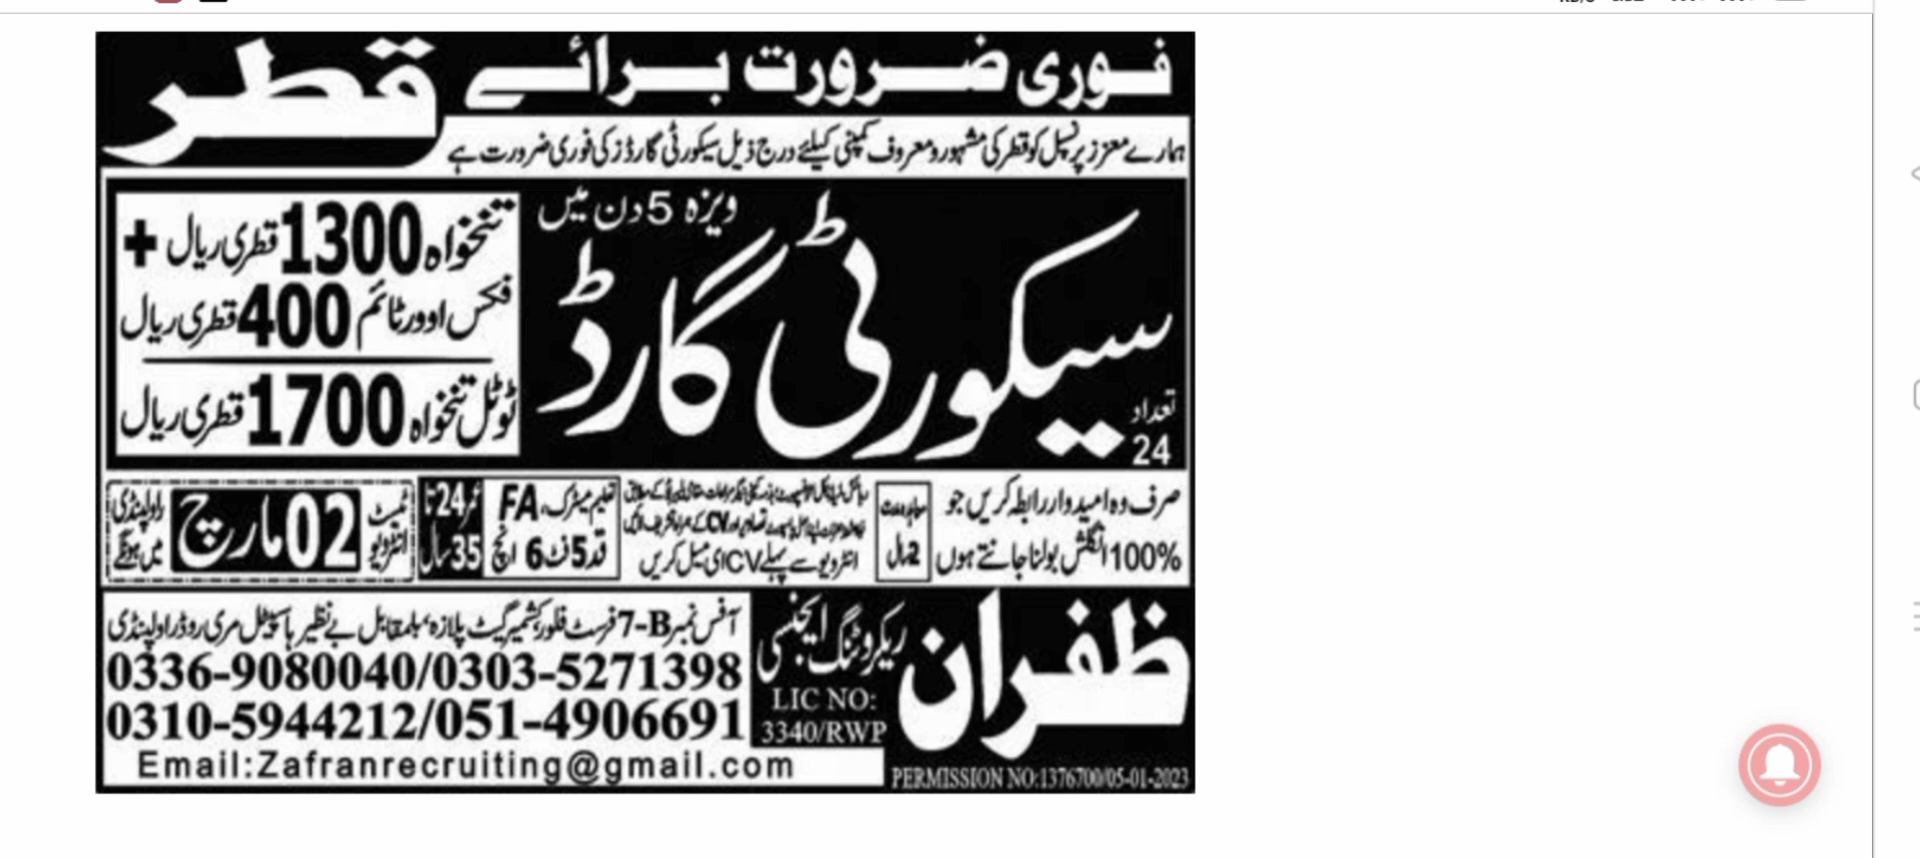 فوری ضرورت برائے
قطر
ہمارے معزز پرنسپل کو قطر کی مشہور و معروف کمپنی کیلئے درج ذیل سیکورٹی گارڈز کی فوری ضرورت ہے
ویزہ 5 دن میں
سیکورٹی گارڈ
تعداد
24
تنخواہ 1300 قطری ریال +
فکس اوور ٹائم 400 قطری ریال
ٹوٹل تنخواہ 1700 قطری ریال
صرف وہ امیدوار رابطہ کریں جو
100% انگلش بولنا جانتے ہوں
معاہدہ مدت
2 سال
انٹرویو سے پہلے CV ای میل کریں
تعلیم میٹرک، FA
قد 5 فٹ 6 انچ
عمر 24 تا
35 سال
ٹیسٹ
انٹرویو
02 مارچ
راولپنڈی
میں ہونگے
ظفران
ریکروٹنگ ایجنسی
LIC NO:
3340/RWP
PERMISSION NO:1376700/05-01-2023
آفس نمبر 7-B فرسٹ فلور کشمیر گیٹ پلازہ، بلمقابل بے نظیر ہاسپٹل مری روڈ راولپنڈی
0336-9080040/0303-5271398
0310-5944212/051-4906691
Email:Zafranrecruiting@gmail.com